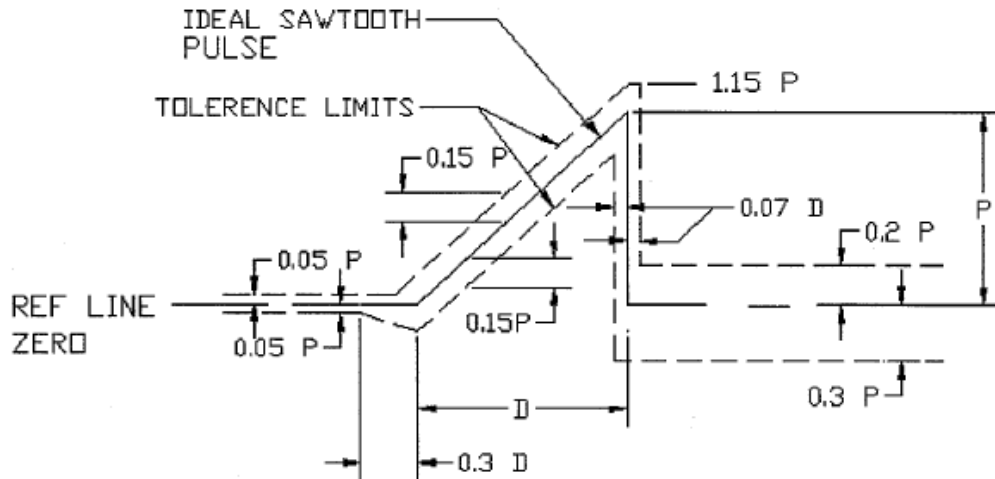 IDEAL SAWTOOTH
PULSE
1.15 P
TOLERENCE LIMITS
0.15 P
0.07 D
P
0.2 P
0.05 P
REF LINE
ZERO
0.15P
0.05 P
0.3 P
D
0.3 D